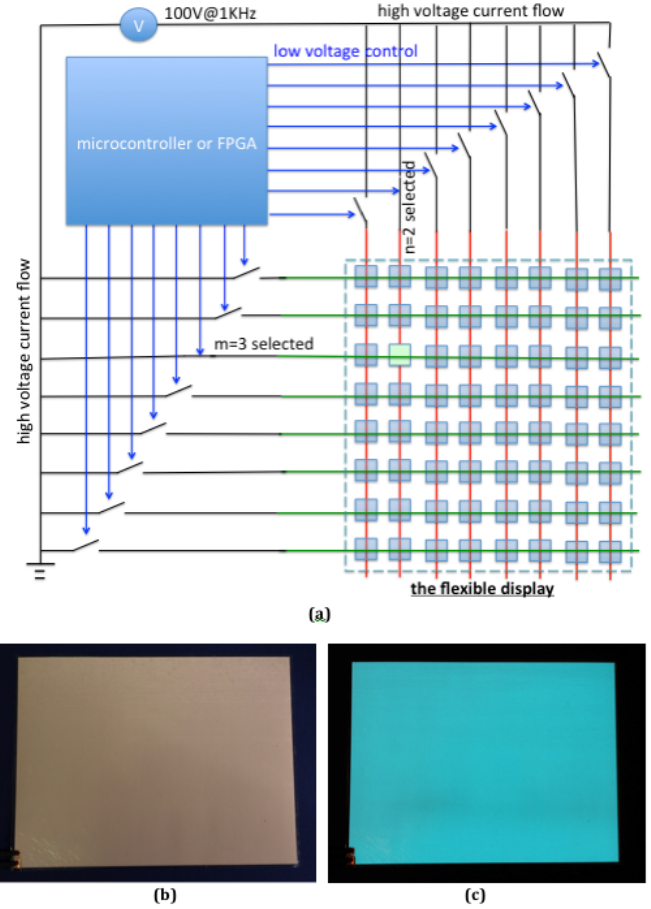 100V@1KHz
high voltage current flow
V
low voltage control
microcontroller or FPGA
n=2 selected
high voltage current flow
m=3 selected
the flexible display
(a)
(b)
(c)